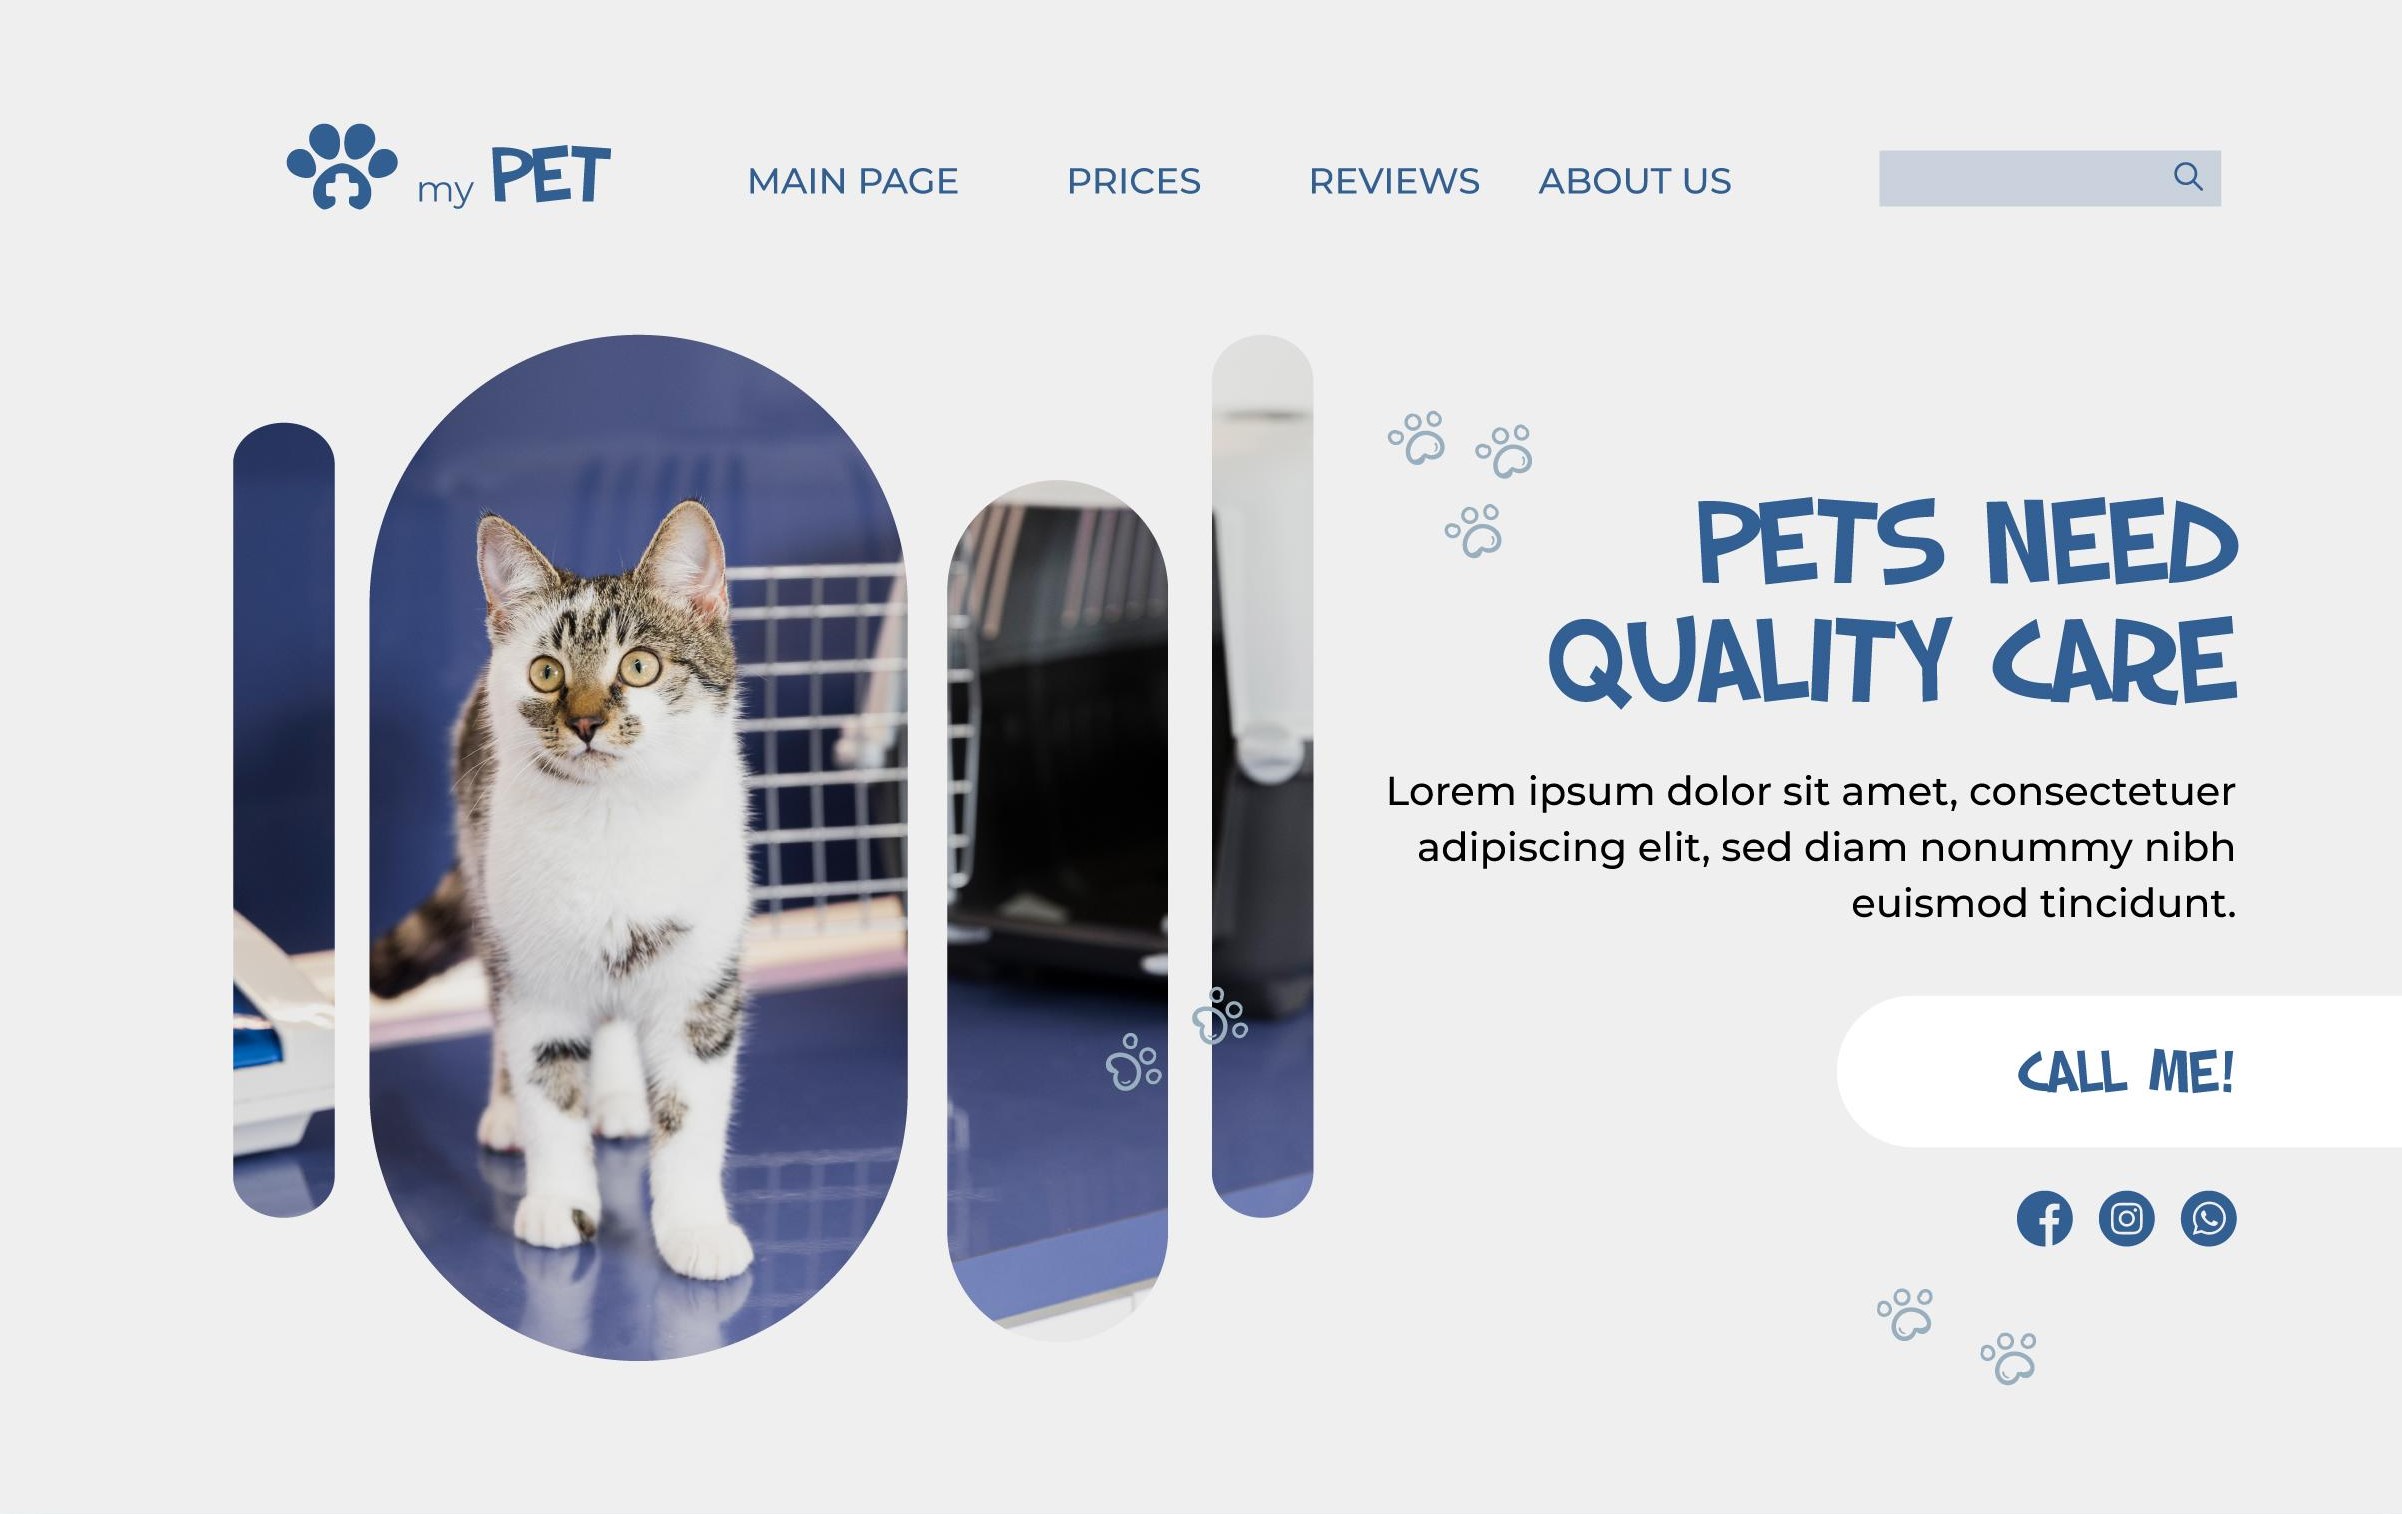 my PET
MAIN PAGE
PRICES
REVIEWS
ABOUT US
PETS NEED
QUALITY CARE
Lorem ipsum dolor sit amet, consectetuer
adipiscing elit, sed diam nonummy nibh
euismod tincidunt.
CALL ME!